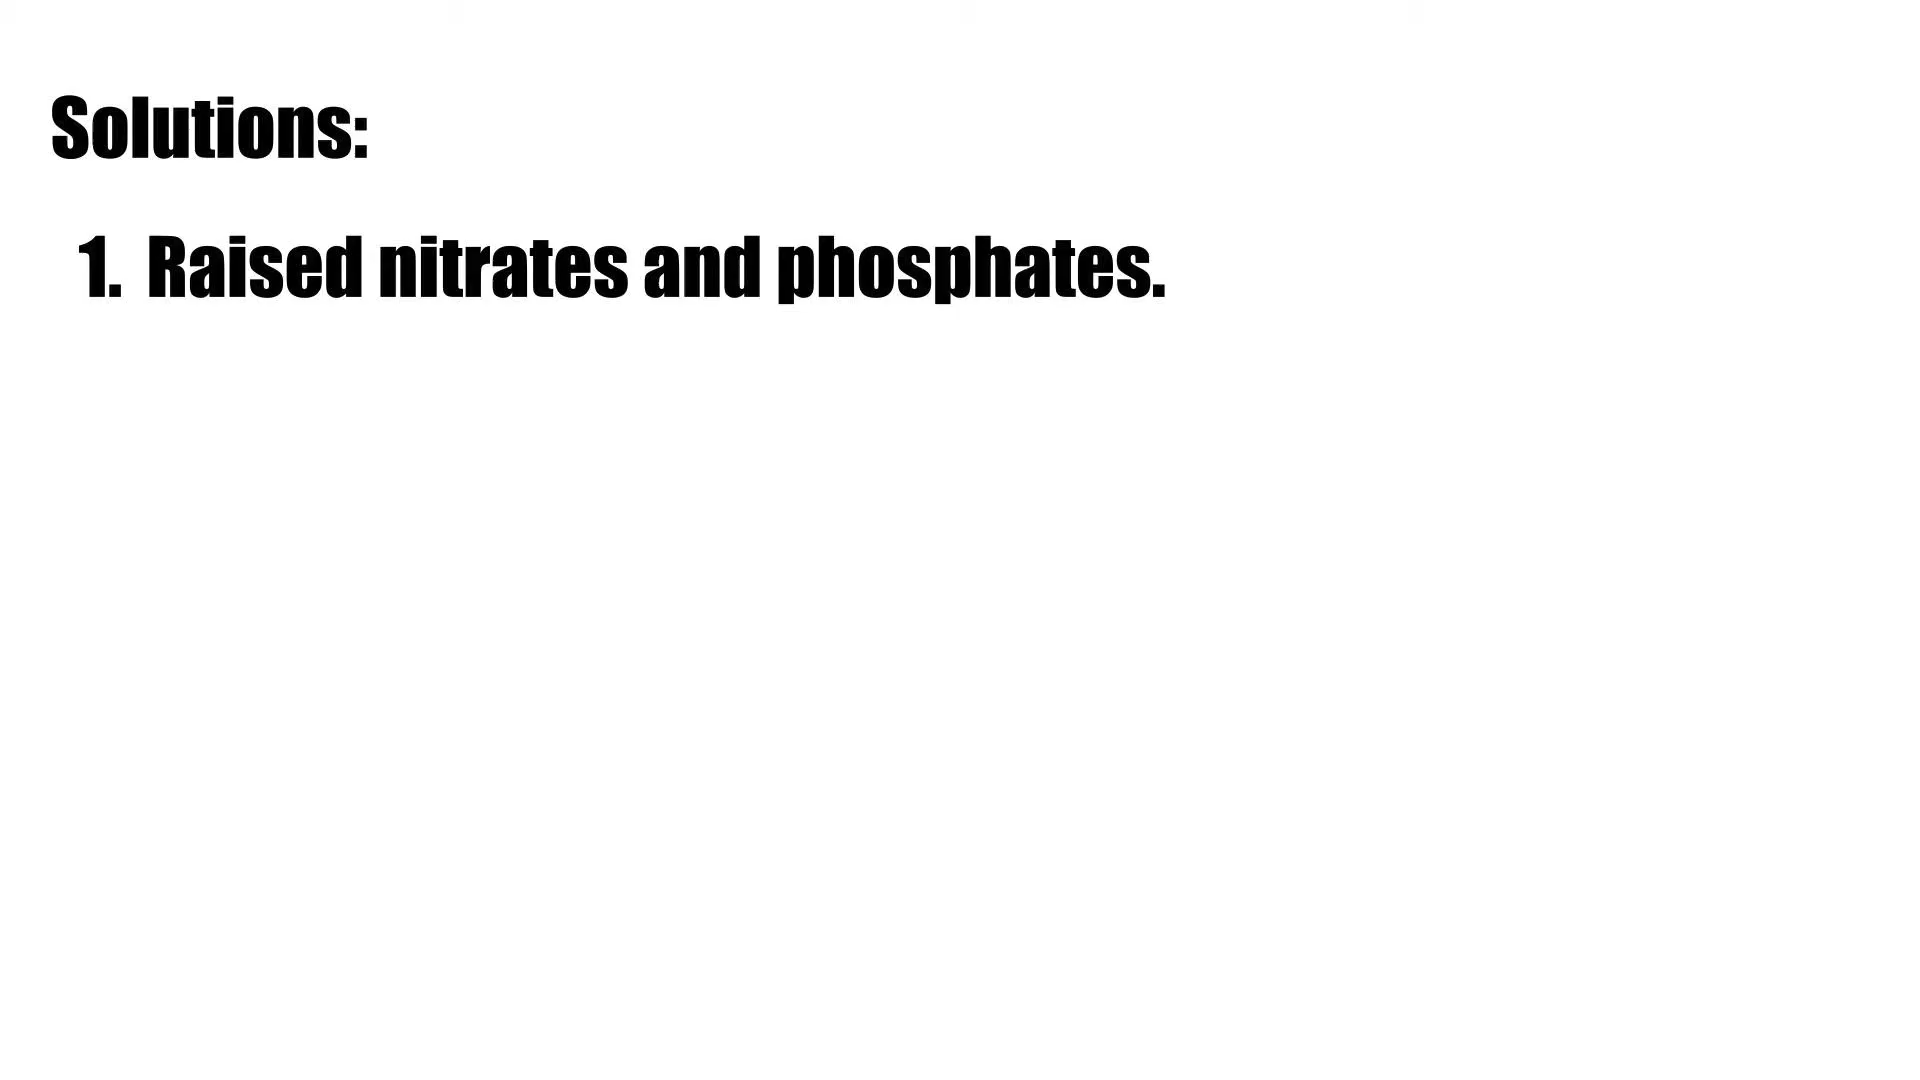 Solutions:
1. Raised nitrates and phosphates.